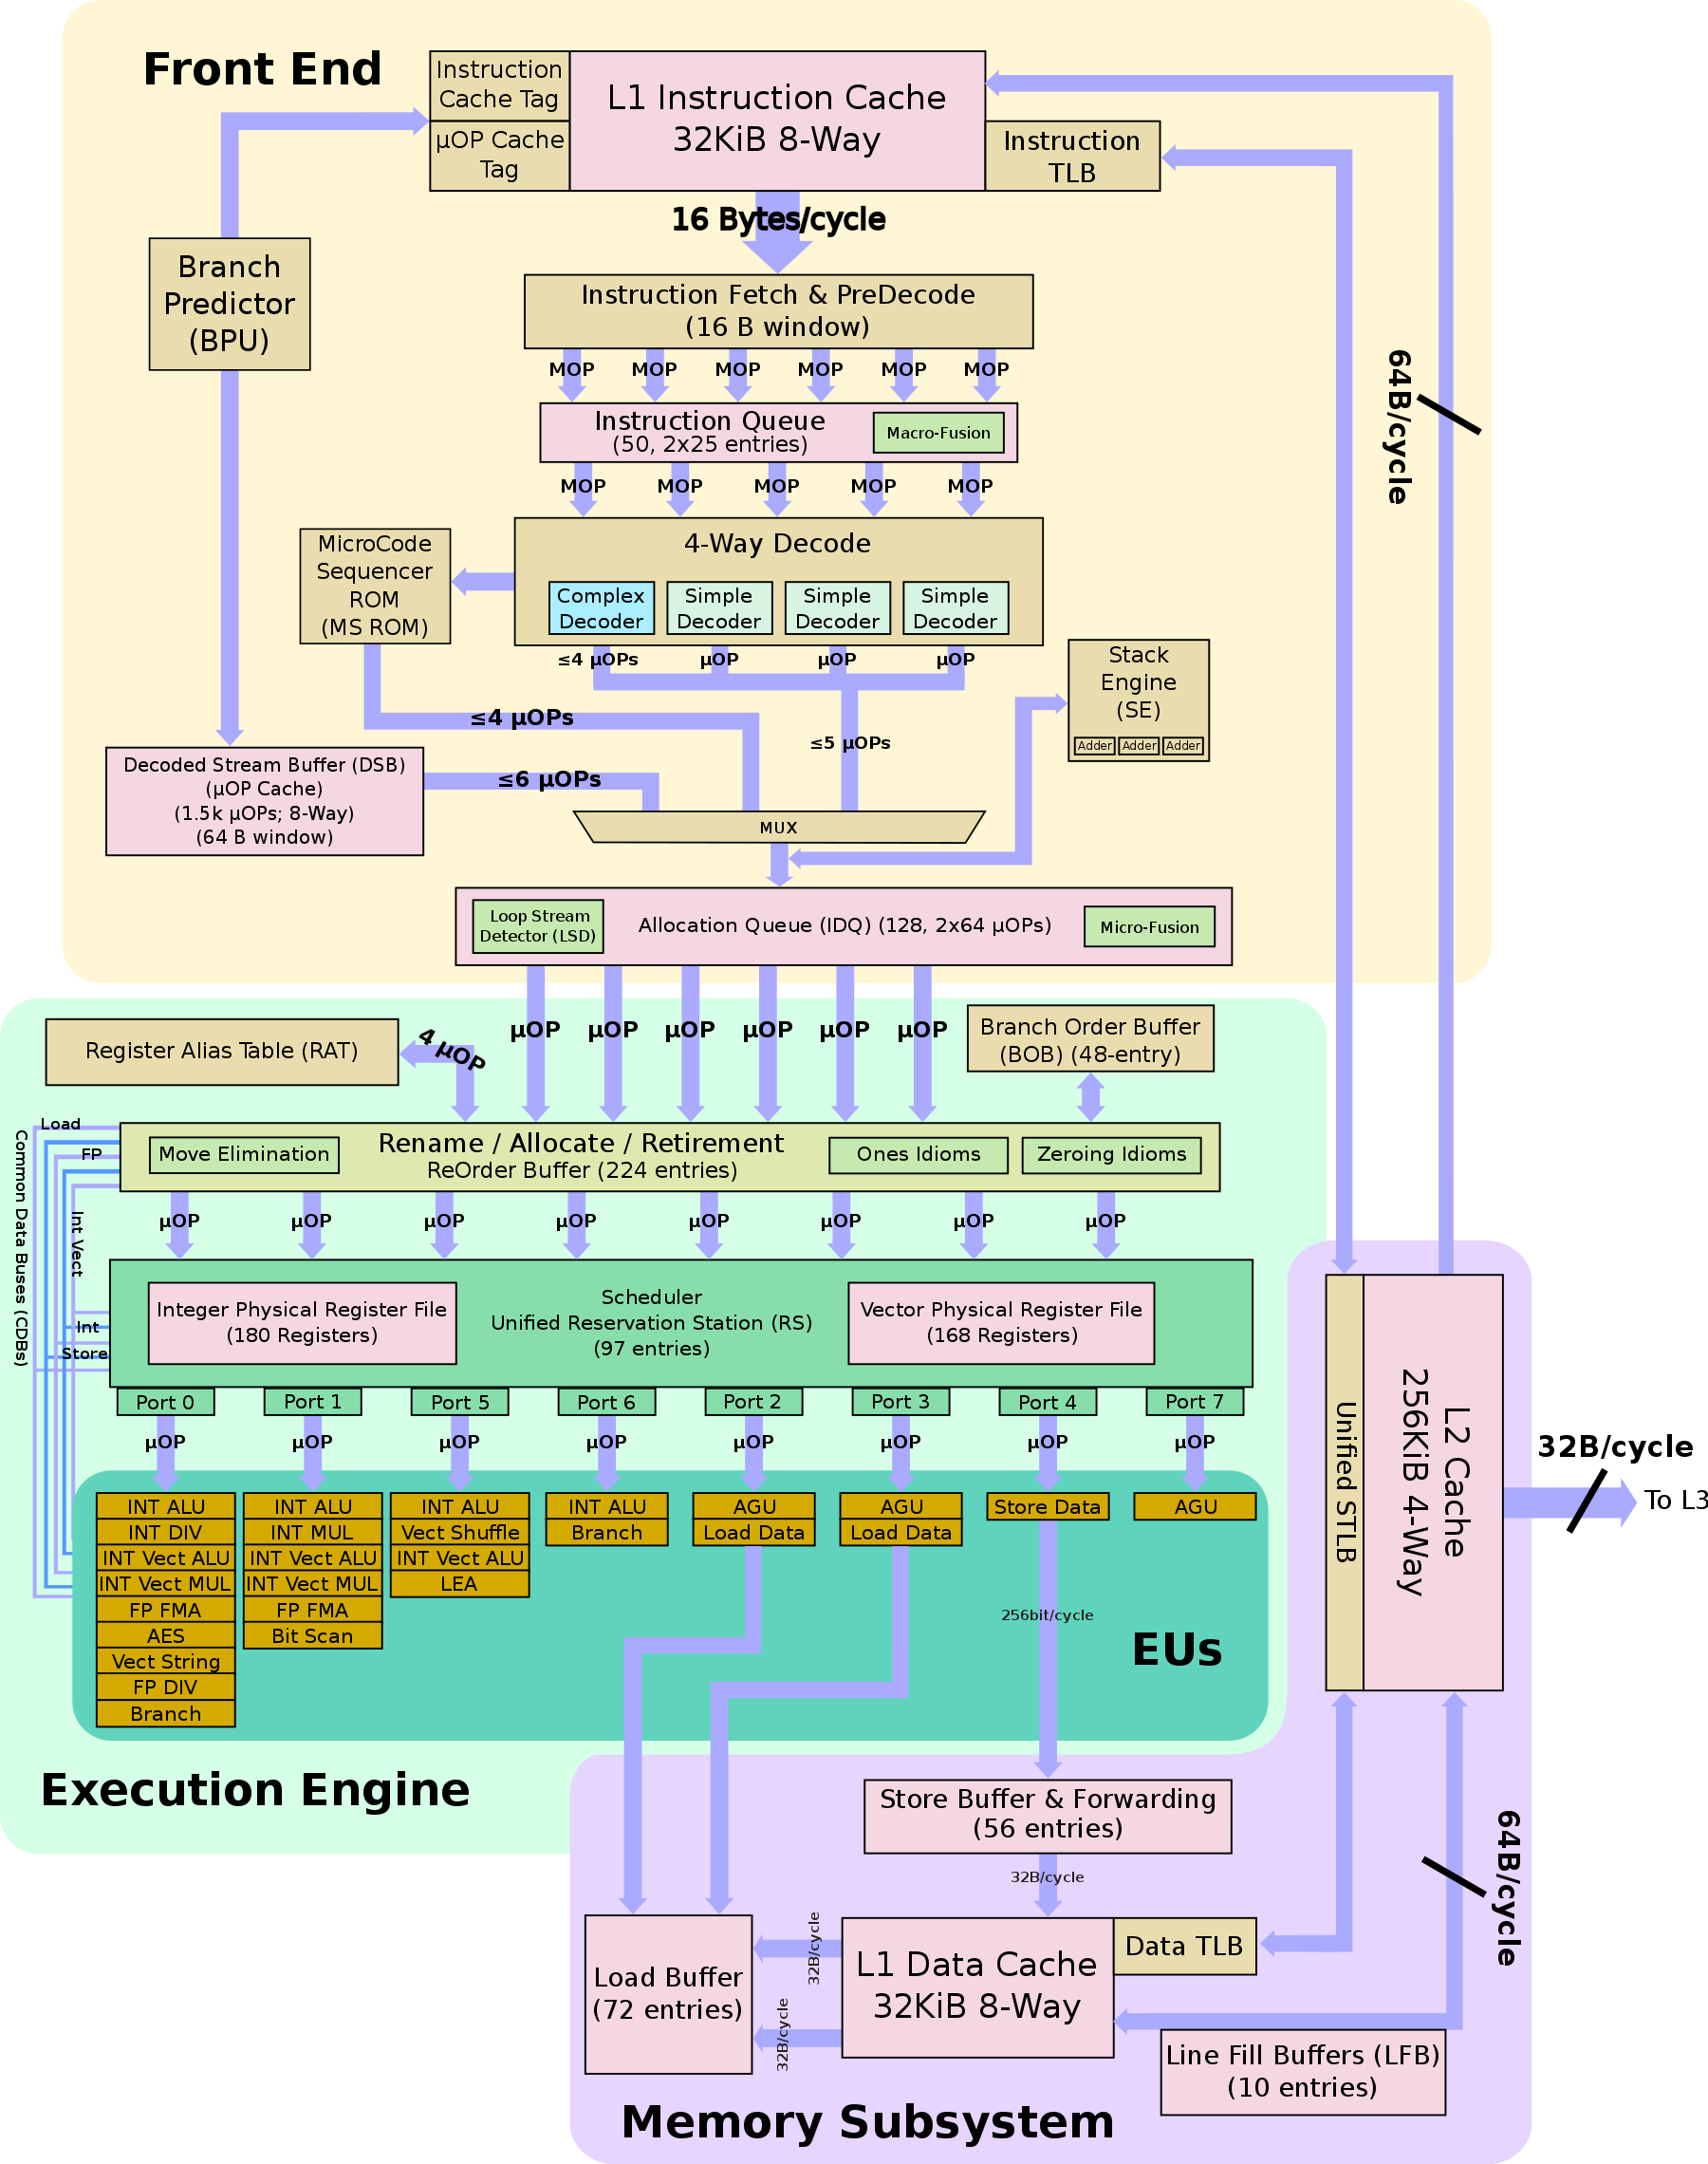 Front End
Instruction
Cache Tag
µOP Cache
Tag
L1 Instruction Cache
32KiB 8-Way
Instruction
TLB
16 Bytes/cycle
Branch
Predictor
(BPU)
Instruction Fetch & PreDecode
(16 B window)
MOP MOP MOP MOP MOP MOP
Instruction Queue
(50, 2x25 entries)
Macro-Fusion
MOP MOP MOP MOP MOP
64B/cycle
MicroCode
Sequencer
ROM
(MS ROM)
4-Way Decode
Complex
Decoder
Simple
Decoder
Simple
Decoder
Simple
Decoder
≤4 µOPs µOP µOP µOP
Stack
Engine
(SE)
Adder Adder Adder
≤4 µOPs
≤5 µOPs
Decoded Stream Buffer (DSB)
(µOP Cache)
(1.5k µOPs; 8-Way)
(64 B window)
≤6 µOPs
MUX
Loop Stream
Detector (LSD)
Allocation Queue (IDQ) (128, 2x64 µOPs)
Micro-Fusion
Register Alias Table (RAT)
4 µOP
µOP µOP µOP µOP µOP µOP
Branch Order Buffer
(BOB) (48-entry)
Load
FP
Common Data Buses (CDBs)
Int Vect
Int
Store
Move Elimination
Rename / Allocate / Retirement
ReOrder Buffer (224 entries)
Ones Idioms
Zeroing Idioms
µOP µOP µOP µOP µOP µOP µOP µOP
Integer Physical Register File
(180 Registers)
Scheduler
Unified Reservation Station (RS)
(97 entries)
Vector Physical Register File
(168 Registers)
Port 0 Port 1 Port 5 Port 6 Port 2 Port 3 Port 4 Port 7
µOP µOP µOP µOP µOP µOP µOP µOP
INT ALU
INT DIV
INT Vect ALU
INT Vect MUL
FP FMA
AES
Vect String
FP DIV
Branch
INT ALU
INT MUL
INT Vect ALU
INT Vect MUL
FP FMA
Bit Scan
INT ALU
Vect Shuffle
INT Vect ALU
LEA
INT ALU
Branch
AGU
Load Data
AGU
Load Data
Store Data
AGU
256bit/cycle
EUs
Execution Engine
Unified STLB
L2 Cache
256KiB 4-Way
32B/cycle
To L3
Store Buffer & Forwarding
(56 entries)
32B/cycle
64B/cycle
Load Buffer
(72 entries)
32B/cycle
32B/cycle
L1 Data Cache
32KiB 8-Way
Data TLB
Line Fill Buffers (LFB)
(10 entries)
Memory Subsystem